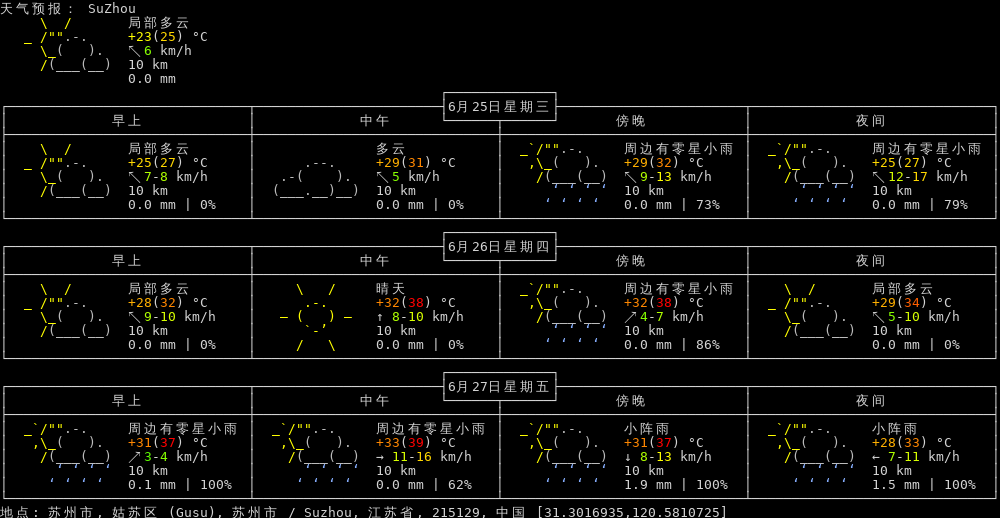 天气预报： SuZhou
局部多云
+23(25) °C
↖6 km/h
10 km
0.0 mm
6月25日星期三
早上 中午 傍晚 夜间
局部多云 多云 周边有零星小雨 周边有零星小雨
+25(27) °C +29(31) °C +29(32) °C +25(27) °C
↖7-8 km/h ↖5 km/h ↖9-13 km/h ↖12-17 km/h
10 km 10 km 10 km 10 km
0.0 mm | 0% 0.0 mm | 0% 0.0 mm | 73% 0.0 mm | 79%
6月26日星期四
早上 中午 傍晚 夜间
局部多云 晴天 周边有零星小雨 局部多云
+28(32) °C +32(38) °C +32(38) °C +29(34) °C
↖9-10 km/h ↑ 8-10 km/h ↗4-7 km/h ↖5-10 km/h
10 km 10 km 10 km 10 km
0.0 mm | 0% 0.0 mm | 0% 0.0 mm | 86% 0.0 mm | 0%
6月27日星期五
早上 中午 傍晚 夜间
周边有零星小雨 周边有零星小雨 小阵雨 小阵雨
+31(37) °C +33(39) °C +31(37) °C +28(33) °C
↗3-4 km/h → 11-16 km/h ↓ 8-13 km/h ← 7-11 km/h
10 km 10 km 10 km 10 km
0.1 mm | 100% 0.0 mm | 62% 1.9 mm | 100% 1.5 mm | 100%
地点: 苏州市, 姑苏区 (Gusu), 苏州市 / Suzhou, 江苏省, 215129, 中国 [31.3016935,120.5810725]